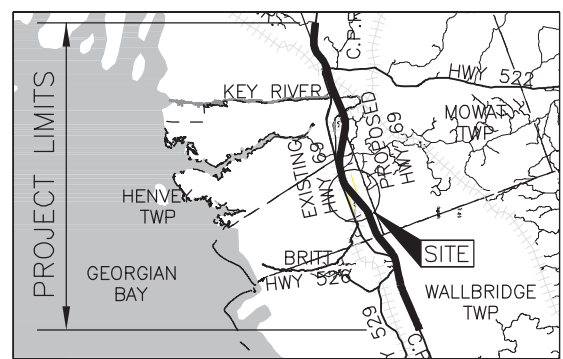 PROJECT LIMITS
C.P.R.
HWY 522
KEY RIVER
MOWAT
TWP
EXISTING
HWY 69
PROPOSED
HWY 69
HENVEY
TWP
SITE
BRITT
HWY 526
GEORGIAN
BAY
WALLBRIDGE
TWP
529